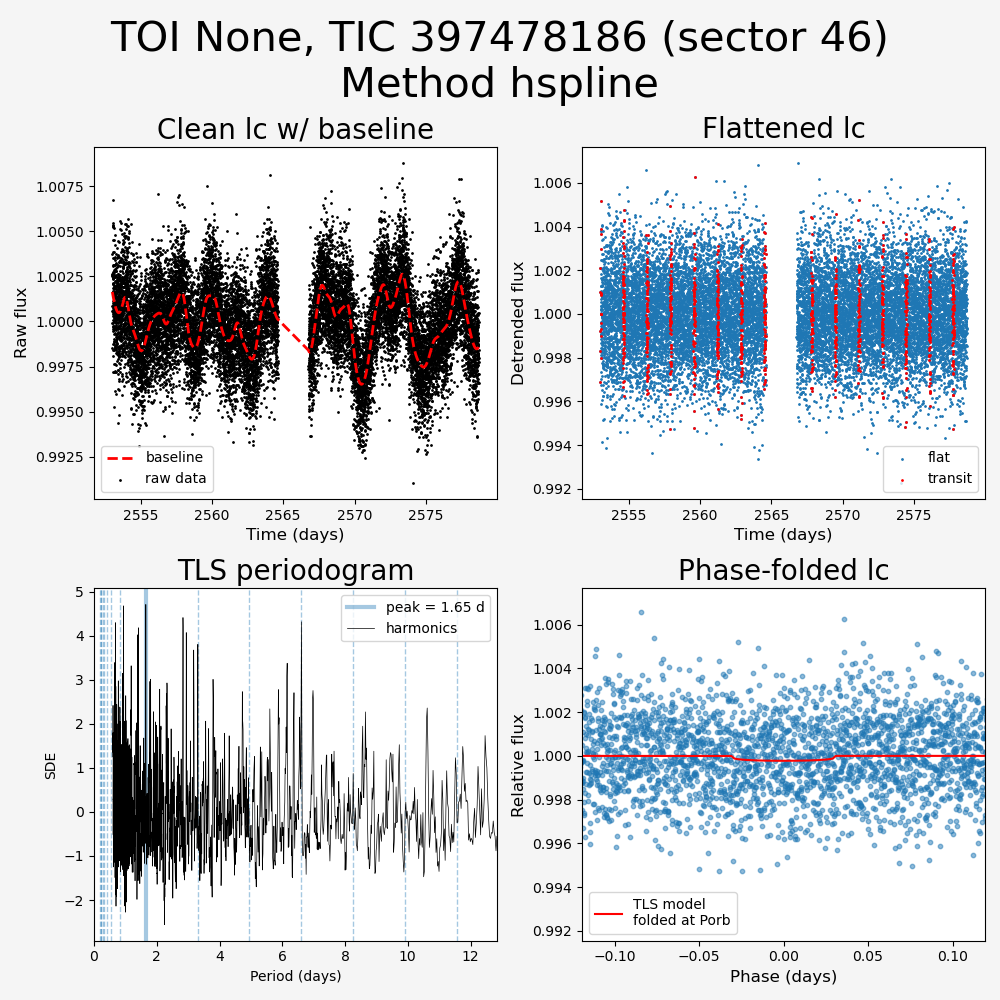 TOI None, TIC 397478186 (sector 46)
Method hspline
Clean lc w/ baseline
Raw flux
1.0075
1.0050
1.0025
1.0000
0.9975
0.9950
0.9925
baseline
raw data
2555
2560
2565
2570
2575
Time (days)
Flattened lc
Detrended flux
1.006
1.004
1.002
1.000
0.998
0.996
0.994
0.992
flat
transit
2555
2560
2565
2570
2575
Time (days)
TLS periodogram
SDE
5
4
3
2
1
0
−1
−2
peak = 1.65 d
harmonics
0
2
4
6
8
10
12
Period (days)
Phase-folded lc
Relative flux
1.006
1.004
1.002
1.000
0.998
0.996
0.994
0.992
TLS model
folded at Porb
−0.10
−0.05
0.00
0.05
0.10
Phase (days)